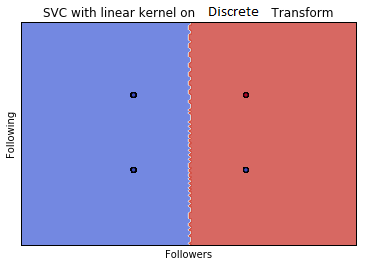 SVC with linear kernel on Discrete Transform
Following
Followers